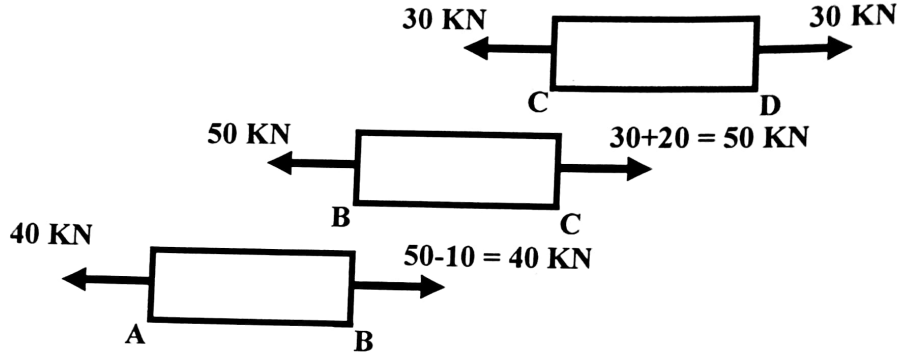 30 KN
30 KN
C
D
50 KN
30+20 = 50 KN
B
C
40 KN
50-10 = 40 KN
A
B